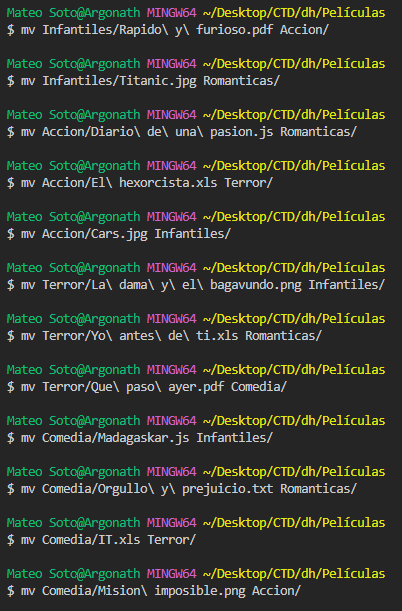 Mateo Soto@Argonath MINGW64 ~/Desktop/CTD/dh/Películas
$ mv Infantiles/Rapido\ y\ furioso.pdf Accion/
Mateo Soto@Argonath MINGW64 ~/Desktop/CTD/dh/Películas
$ mv Infantiles/Titanic.jpg Romanticas/
Mateo Soto@Argonath MINGW64 ~/Desktop/CTD/dh/Películas
$ mv Accion/Diario\ de\ una\ pasion.js Romanticas/
Mateo Soto@Argonath MINGW64 ~/Desktop/CTD/dh/Películas
$ mv Accion/El\ hexorcista.xls Terror/
Mateo Soto@Argonath MINGW64 ~/Desktop/CTD/dh/Películas
$ mv Accion/Cars.jpg Infantiles/
Mateo Soto@Argonath MINGW64 ~/Desktop/CTD/dh/Películas
$ mv Terror/La\ dama\ y\ el\ bagavundo.png Infantiles/
Mateo Soto@Argonath MINGW64 ~/Desktop/CTD/dh/Películas
$ mv Terror/Yo\ antes\ de\ ti.xls Romanticas/
Mateo Soto@Argonath MINGW64 ~/Desktop/CTD/dh/Películas
$ mv Terror/Que\ paso\ ayer.pdf Comedia/
Mateo Soto@Argonath MINGW64 ~/Desktop/CTD/dh/Películas
$ mv Comedia/Madagaskar.js Infantiles/
Mateo Soto@Argonath MINGW64 ~/Desktop/CTD/dh/Películas
$ mv Comedia/Orgullo\ y\ prejuicio.txt Romanticas/
Mateo Soto@Argonath MINGW64 ~/Desktop/CTD/dh/Películas
$ mv Comedia/IT.xls Terror/
Mateo Soto@Argonath MINGW64 ~/Desktop/CTD/dh/Películas
$ mv Comedia/Mision\ imposible.png Accion/